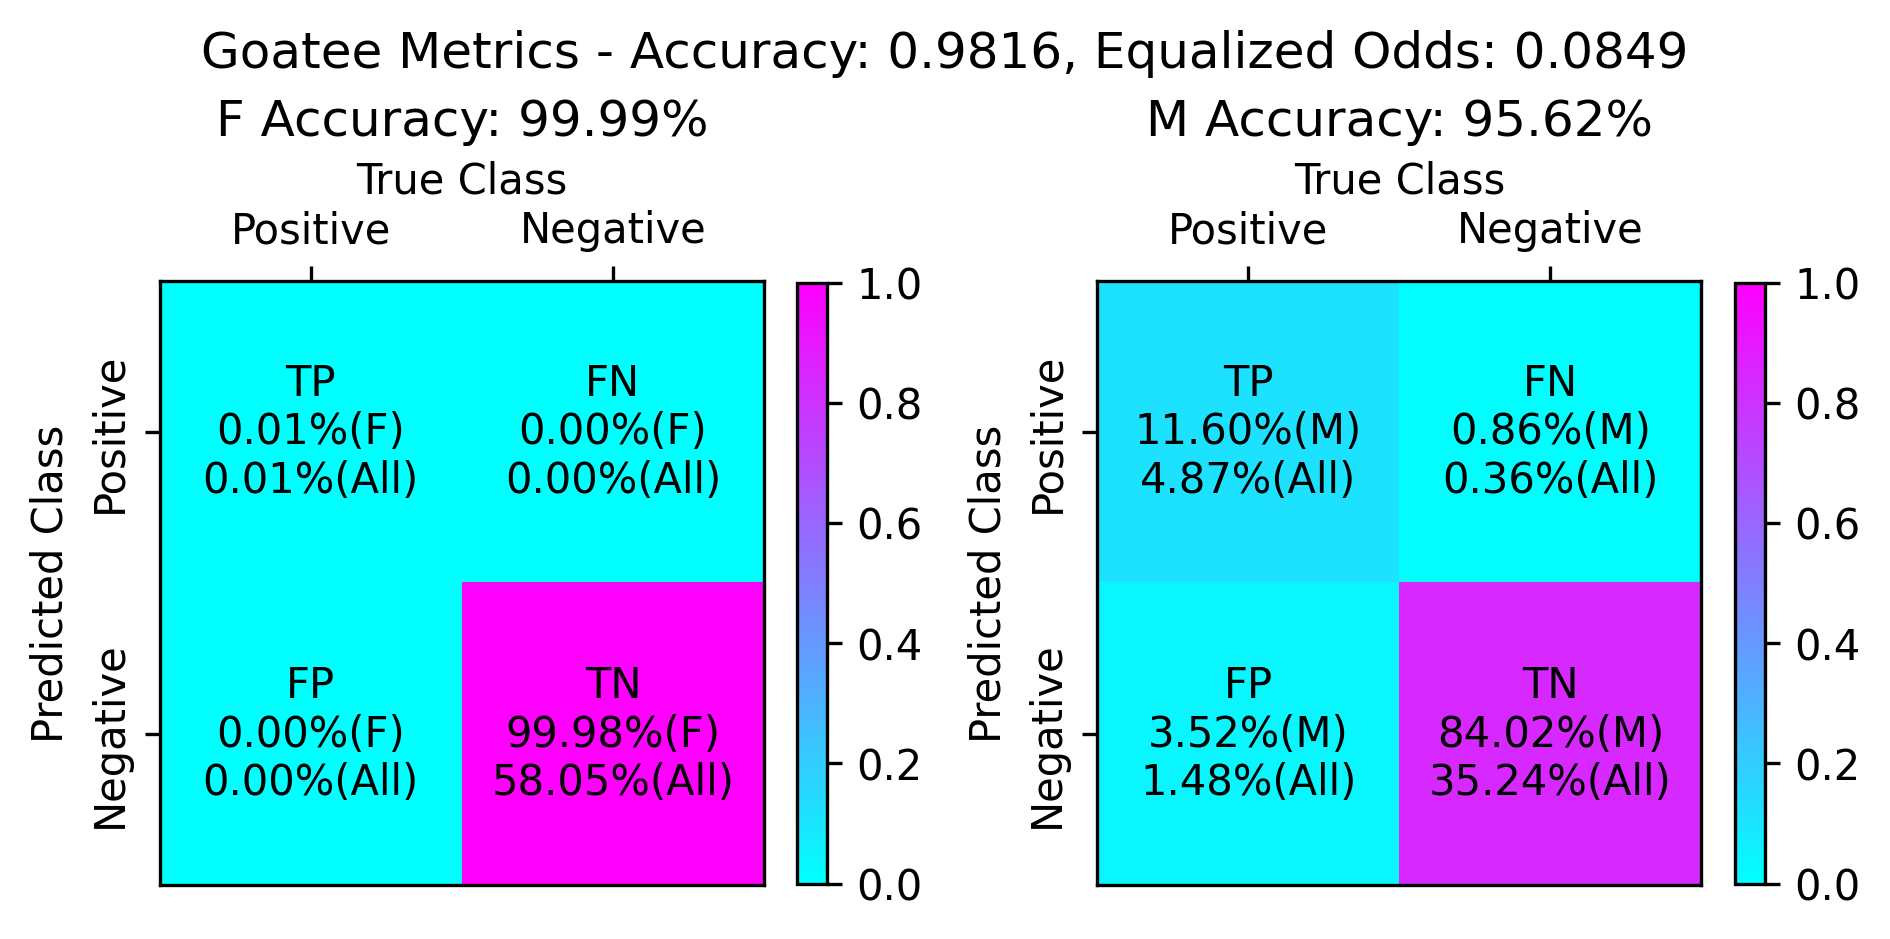 Goatee Metrics - Accuracy: 0.9816, Equalized Odds: 0.0849
F Accuracy: 99.99%
True Class
Positive Negative
Predicted Class
Positive
Negative
TP
0.01%(F)
0.01%(All)
FN
0.00%(F)
0.00%(All)
FP
0.00%(F)
0.00%(All)
TN
99.98%(F)
58.05%(All)
1.0
0.8
0.6
0.4
0.2
0.0
M Accuracy: 95.62%
True Class
Positive Negative
Predicted Class
Positive
Negative
TP
11.60%(M)
4.87%(All)
FN
0.86%(M)
0.36%(All)
FP
3.52%(M)
1.48%(All)
TN
84.02%(M)
35.24%(All)
1.0
0.8
0.6
0.4
0.2
0.0